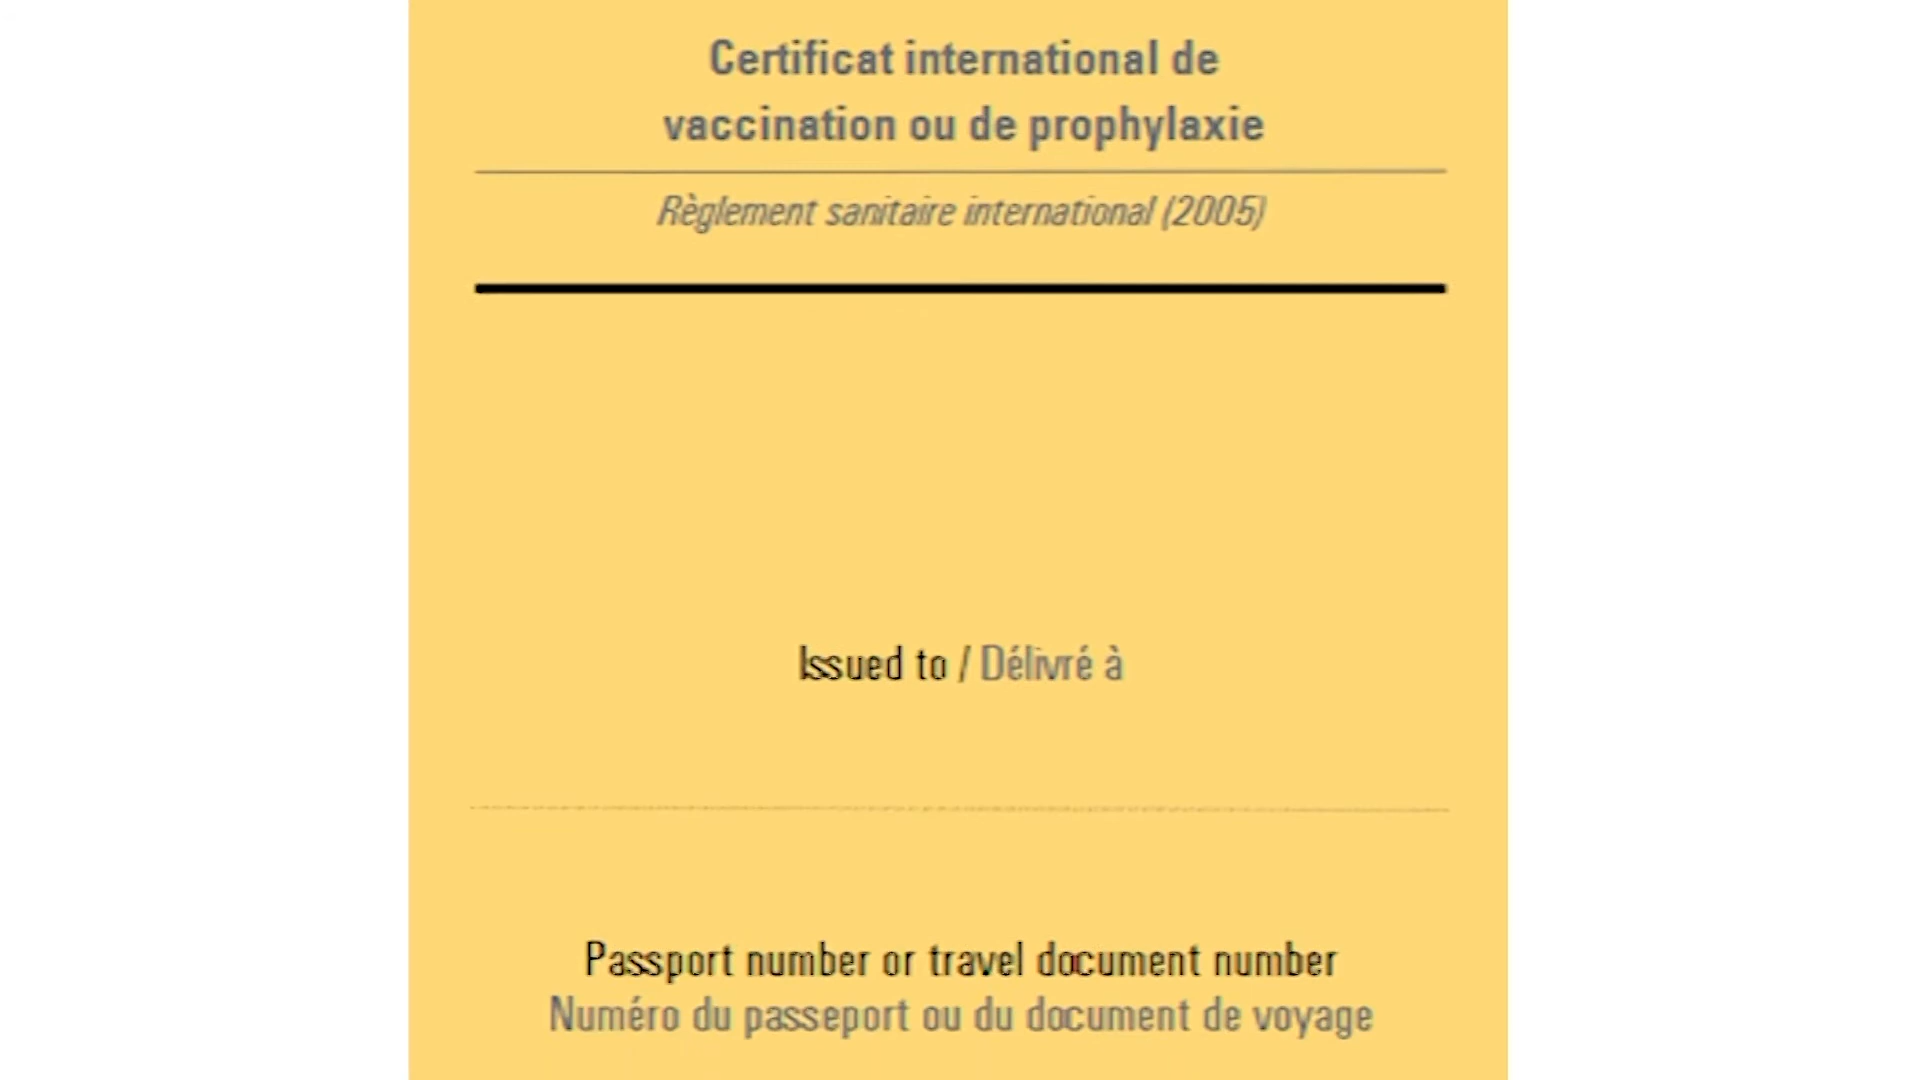 Certificat international de
vaccination ou de prophylaxie
Règlement sanitaire international (2005)
Issued to / Délivré à
Passport number or travel document number
Numéro du passeport ou du document de voyage